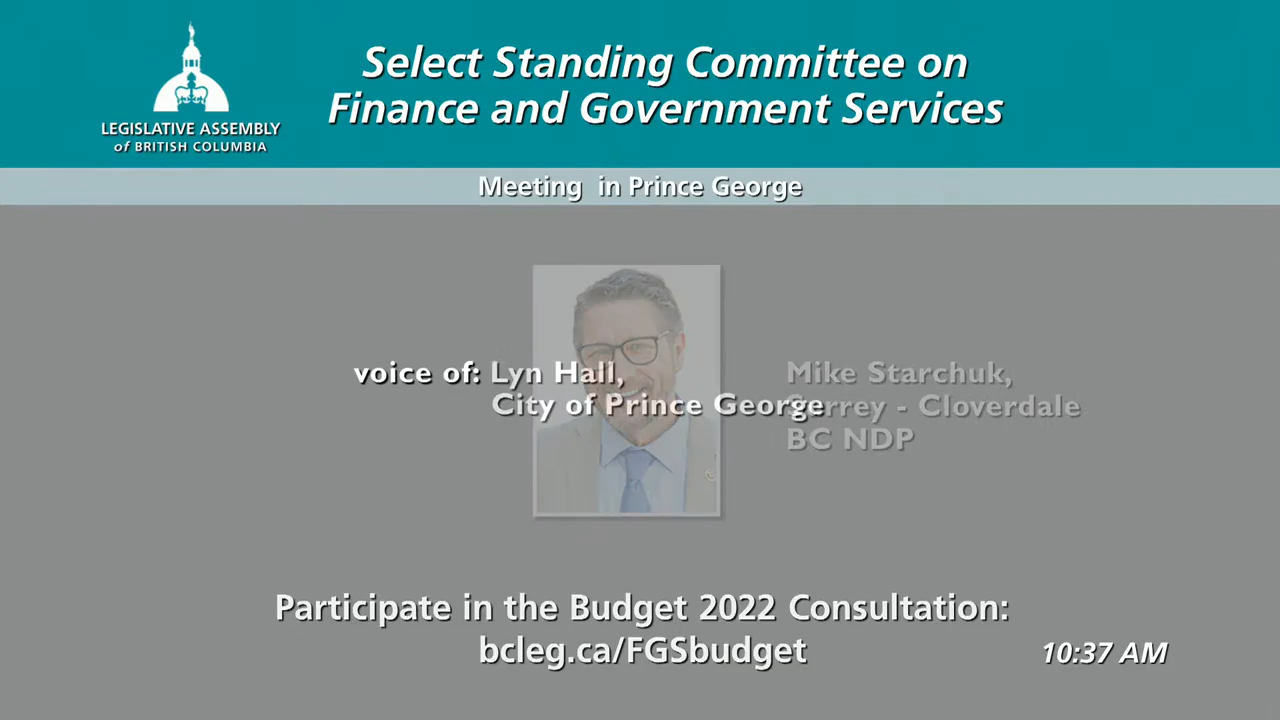 Select Standing Committee on
Finance and Government Services
LEGISLATIVE ASSEMBLY
of BRITISH COLUMBIA
Meeting in Prince George
voice of: Lyn Hall,
City of Prince George
Mike Starchuk,
Surrey - Cloverdale
BC NDP
Participate in the Budget 2022 Consultation:
bcleg.ca/FGSbudget
10:37 AM